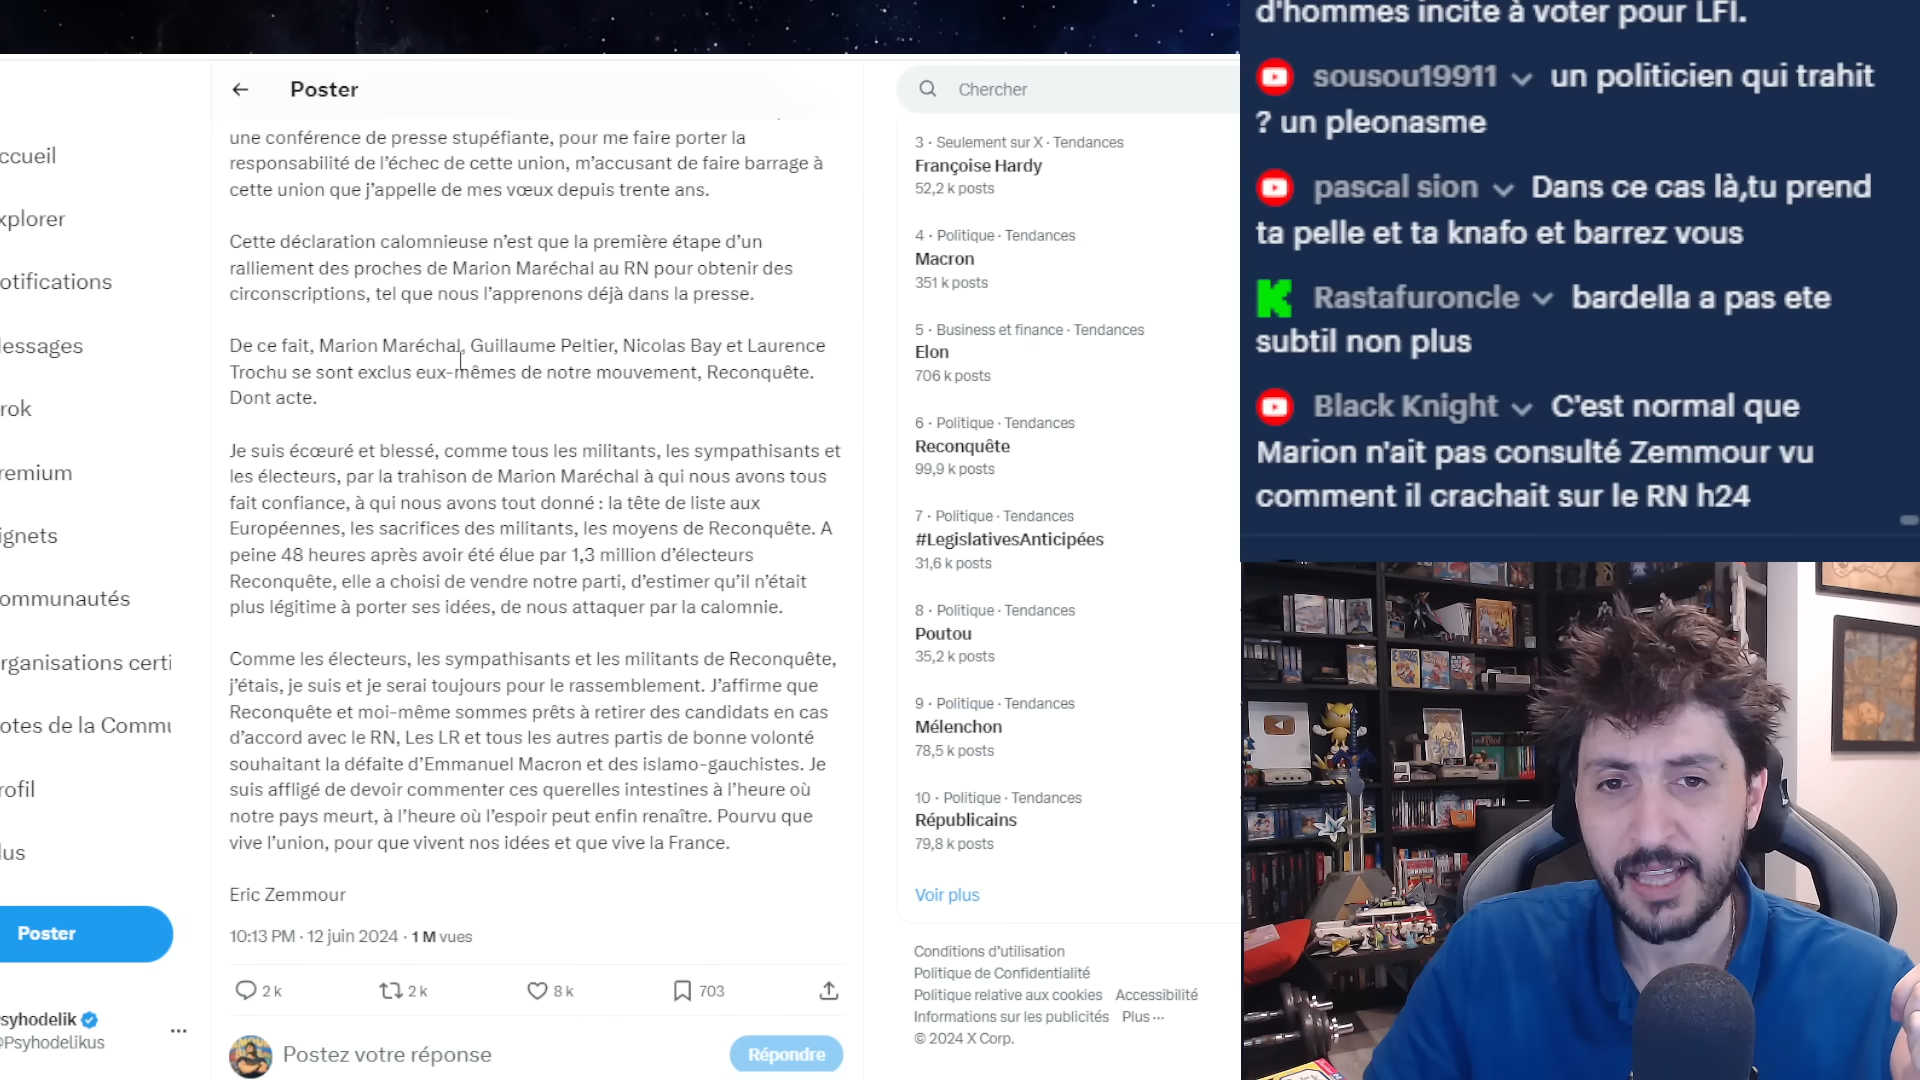 ccueil
xplorer
otifications
essages
rok
remium
ignets
ommunautés
rganisations certi
otes de la Commu
rofil
lus
Poster
syhodelik
@Psyhodelikus
Poster
une conférence de presse stupéfiante, pour me faire porter la
responsabilité de l’échec de cette union, m’accusant de faire barrage à
cette union que j’appelle de mes vœux depuis trente ans.
Cette déclaration calomnieuse n’est que la première étape d’un
ralliement des proches de Marion Maréchal au RN pour obtenir des
circonscriptions, tel que nous l’apprenons déjà dans la presse.
De ce fait, Marion Maréchal, Guillaume Peltier, Nicolas Bay et Laurence
Trochu se sont exclus eux-mêmes de notre mouvement, Reconquête.
Dont acte.
Je suis écœuré et blessé, comme tous les militants, les sympathisants et
les électeurs, par la trahison de Marion Maréchal à qui nous avons tous
fait confiance, à qui nous avons tout donné : la tête de liste aux
Européennes, les sacrifices des militants, les moyens de Reconquête. A
peine 48 heures après avoir été élue par 1,3 million d’électeurs
Reconquête, elle a choisi de vendre notre parti, d’estimer qu’il n’était
plus légitime à porter ses idées, de nous attaquer par la calomnie.
Comme les électeurs, les sympathisants et les militants de Reconquête,
j’étais, je suis et je serai toujours pour le rassemblement. J’affirme que
Reconquête et moi-même sommes prêts à retirer des candidats en cas
d’accord avec le RN, Les LR et tous les autres partis de bonne volonté
souhaitant la défaite d’Emmanuel Macron et des islamo-gauchistes. Je
suis affligé de devoir commenter ces querelles intestines à l’heure où
notre pays meurt, à l’heure où l’espoir peut enfin renaître. Pourvu que
vive l’union, pour que vivent nos idées et que vive la France.
Eric Zemmour
10:13 PM · 12 juin 2024 · 1 M vues
2 k 2 k 8 k 703
Postez votre réponse
Répondre
Chercher
3 · Seulement sur X · Tendances
Françoise Hardy
52,2 k posts
4 · Politique · Tendances
Macron
351 k posts
5 · Business et finance · Tendances
Elon
706 k posts
6 · Politique · Tendances
Reconquête
99,9 k posts
7 · Politique · Tendances
#LegislativesAnticipées
31,6 k posts
8 · Politique · Tendances
Poutou
35,2 k posts
9 · Politique · Tendances
Mélenchon
78,5 k posts
10 · Politique · Tendances
Républicains
79,8 k posts
Voir plus
Conditions d’utilisation
Politique de Confidentialité
Politique relative aux cookies Accessibilité
Informations sur les publicités Plus ···
© 2024 X Corp.
d'hommes incite à voter pour LFI.
sousou19911 un politicien qui trahit
? un pleonasme
pascal sion Dans ce cas là,tu prend
ta pelle et ta knafo et barrez vous
Rastafuroncle bardella a pas ete
subtil non plus
Black Knight C'est normal que
Marion n'ait pas consulté Zemmour vu
comment il crachait sur le RN h24